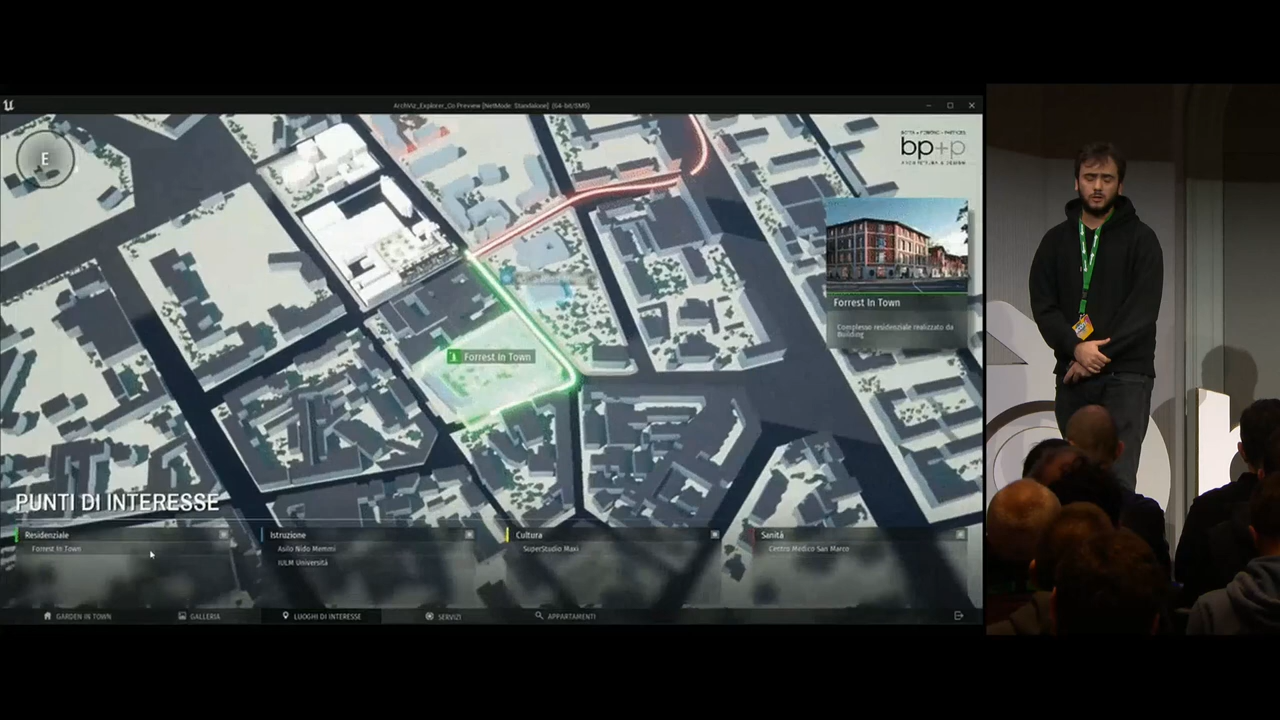 ArchViz_Explorer_Co Preview [NetMode: Standalone] (64-bit/SM5)
E
bp+p
Forrest In Town
Complesso residenziale realizzato da
Building
Forrest In Town
PUNTI DI INTERESSE
Residenziale
Forrest In Town
Istruzione
Asilo Nido Memmi
IULM Università
Cultura
SuperStudio Maxi
Sanità
Centro Medico San Marco
GARDEN IN TOWN
GALLERIA
LUOGHI DI INTERESSE
SERVIZI
APPARTAMENTI